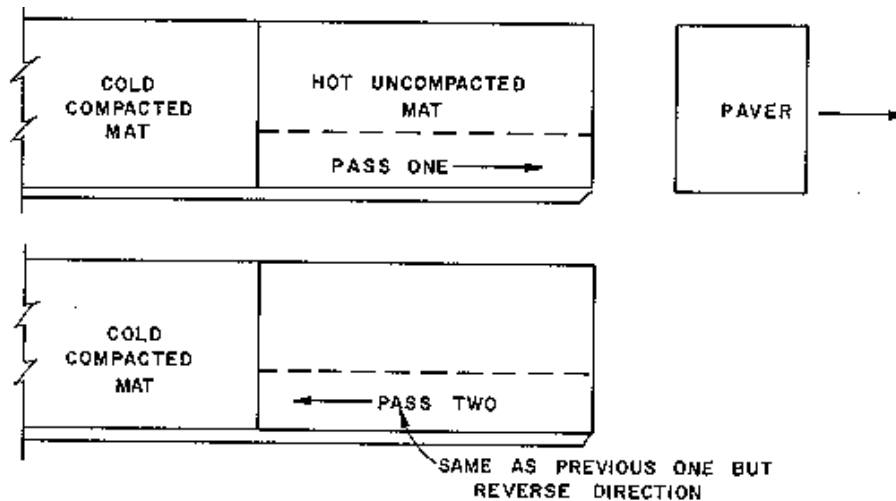 COLD
COMPACTED
MAT
HOT UNCOMPACTED
MAT
PASS ONE
PAVER
COLD
COMPACTED
MAT
PASS TWO
SAME AS PREVIOUS ONE BUT
REVERSE DIRECTION